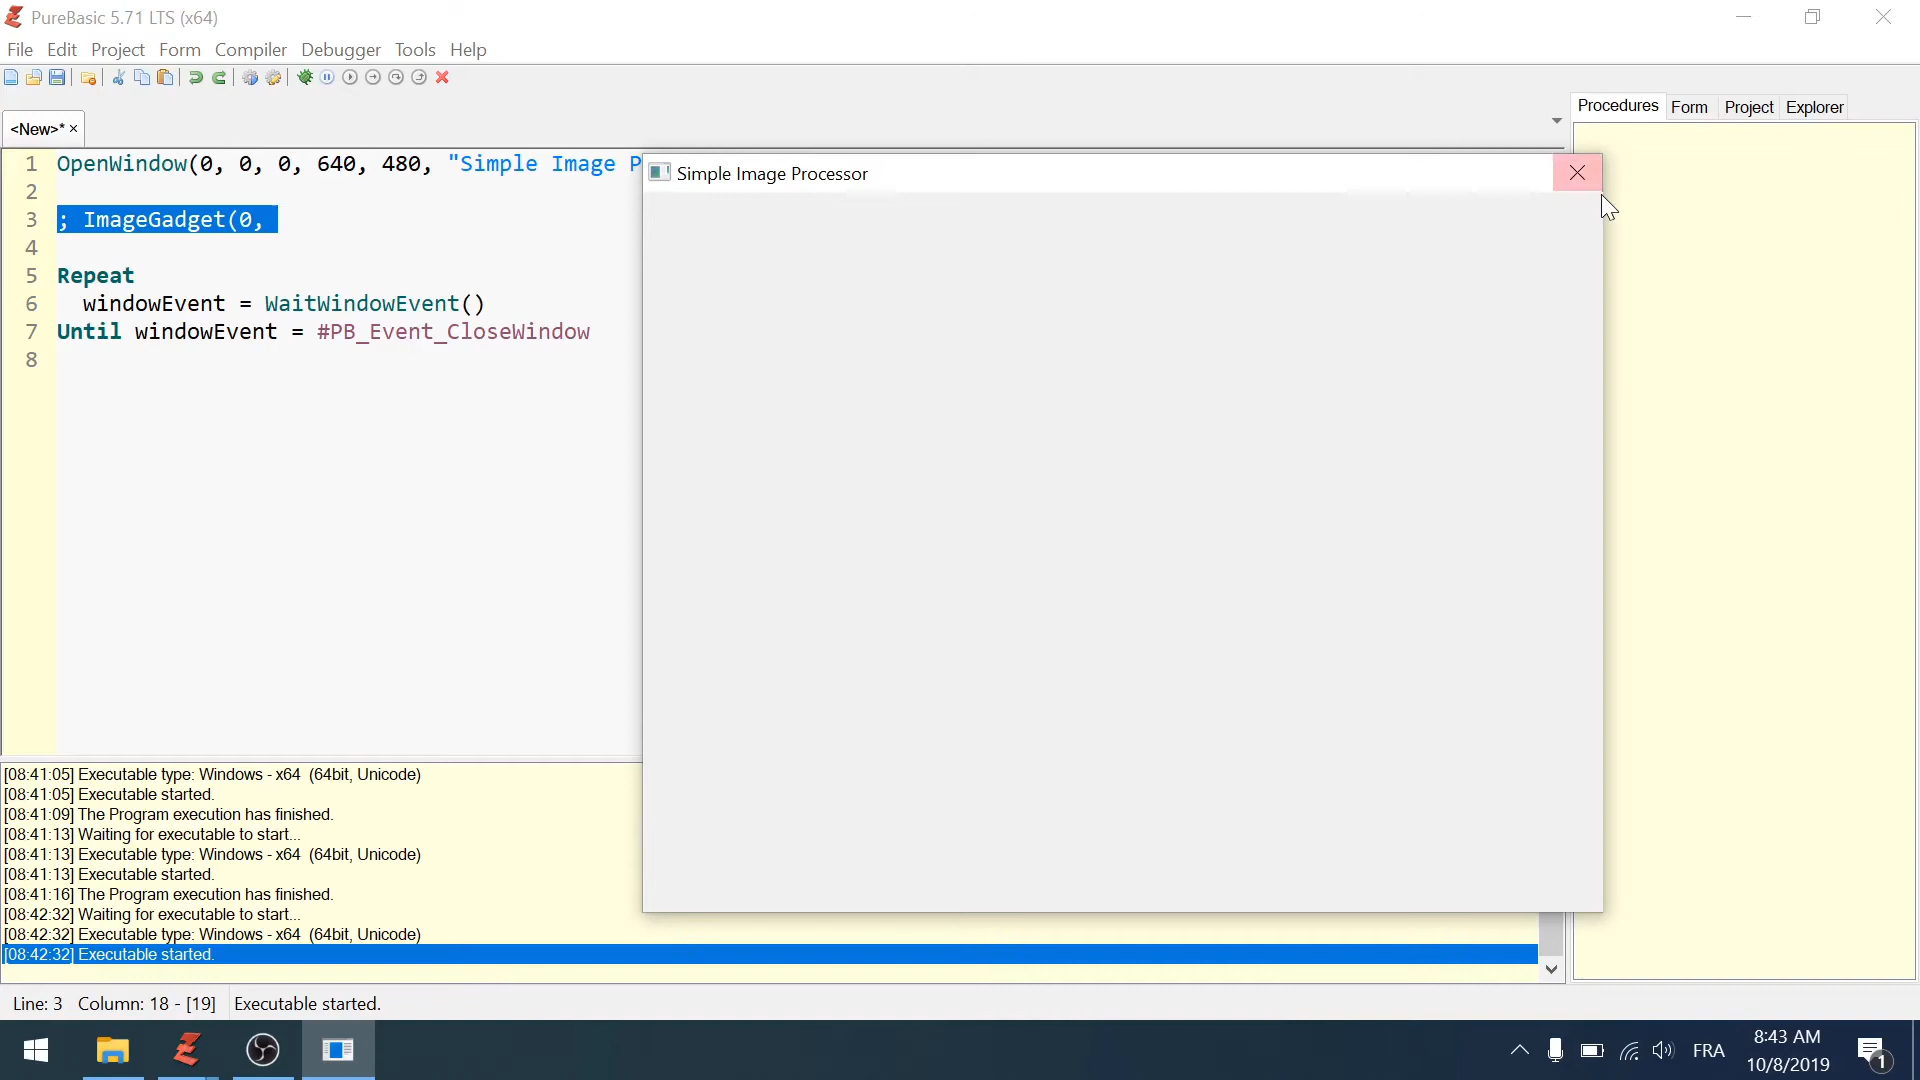 PureBasic 5.71 LTS (x64)
File Edit Project Form Compiler Debugger Tools Help
<New>*
Procedures Form Project Explorer
1 OpenWindow(0, 0, 0, 640, 480, "Simple Image P
2
3 ; ImageGadget(0,
4
5 Repeat
6 windowEvent = WaitWindowEvent()
7 Until windowEvent = #PB_Event_CloseWindow
8
Simple Image Processor
[08:41:05] Executable type: Windows - x64 (64bit, Unicode)
[08:41:05] Executable started.
[08:41:09] The Program execution has finished.
[08:41:13] Waiting for executable to start...
[08:41:13] Executable type: Windows - x64 (64bit, Unicode)
[08:41:13] Executable started.
[08:41:16] The Program execution has finished.
[08:42:32] Waiting for executable to start...
[08:42:32] Executable type: Windows - x64 (64bit, Unicode)
[08:42:32] Executable started.
Line: 3 Column: 18 - [19] Executable started.
FRA
8:43 AM
10/8/2019
1